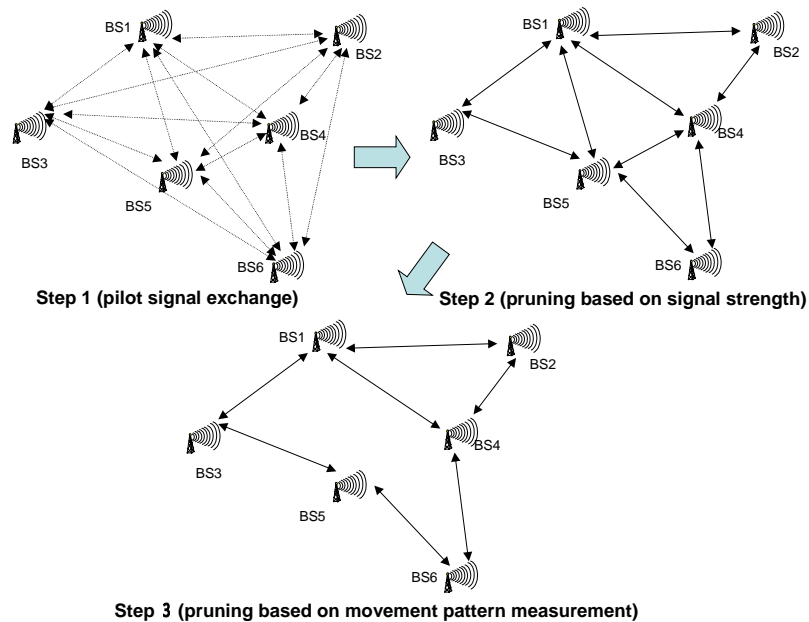 BS1
BS2
BS3
BS4
BS5
BS6
Step 1 (pilot signal exchange)
BS1
BS2
BS3
BS4
BS5
BS6
Step 2 (pruning based on signal strength)
BS1
BS2
BS3
BS4
BS5
BS6
Step 3 (pruning based on movement pattern measurement)